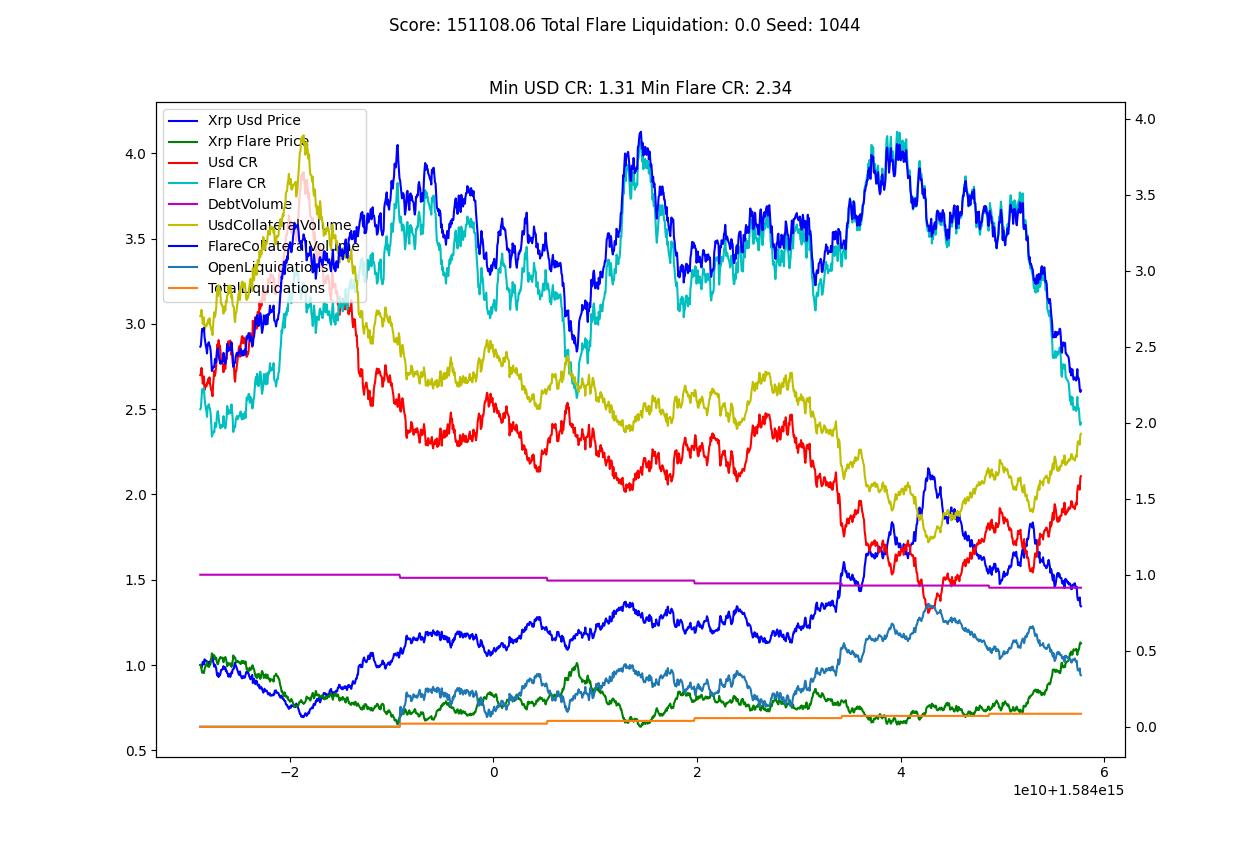 Score: 151108.06 Total Flare Liquidation: 0.0 Seed: 1044
Min USD CR: 1.31 Min Flare CR: 2.34
Xrp Usd Price
Xrp Flare Price
Usd CR
Flare CR
DebtVolume
UsdCollateralVolume
FlareCollateralVolume
OpenLiquidations
TotalLiquidations
4.0
3.5
3.0
2.5
2.0
1.5
1.0
0.5
4.0
3.5
3.0
2.5
2.0
1.5
1.0
0.5
0.0
−2
0
2
4
6
1e10+1.584e15